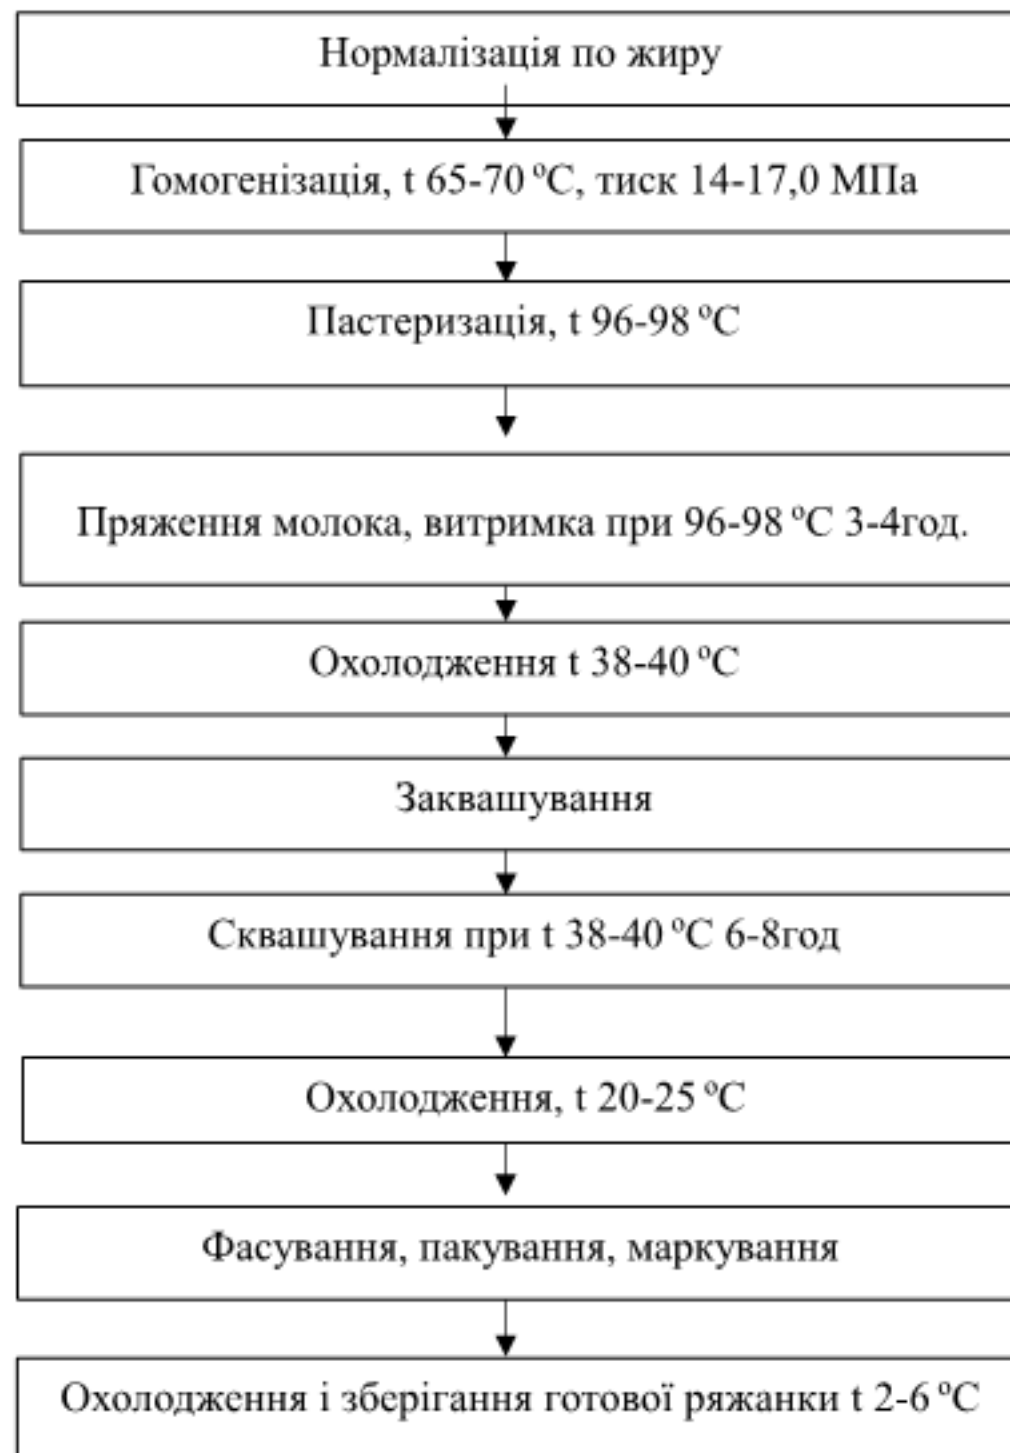 Нормалізація по жиру
Гомогенізація, t 65-70 ºС, тиск 14-17,0 МПа
Пастеризація, t 96-98 ºС
Пряження молока, витримка при 96-98 ºС 3-4год.
Охолодження t 38-40 ºС
Заквашування
Сквашування при t 38-40 ºС 6-8год
Охолодження, t 20-25 ºС
Фасування, пакування, маркування
Охолодження і зберігання готової ряжанки t 2-6 ºС